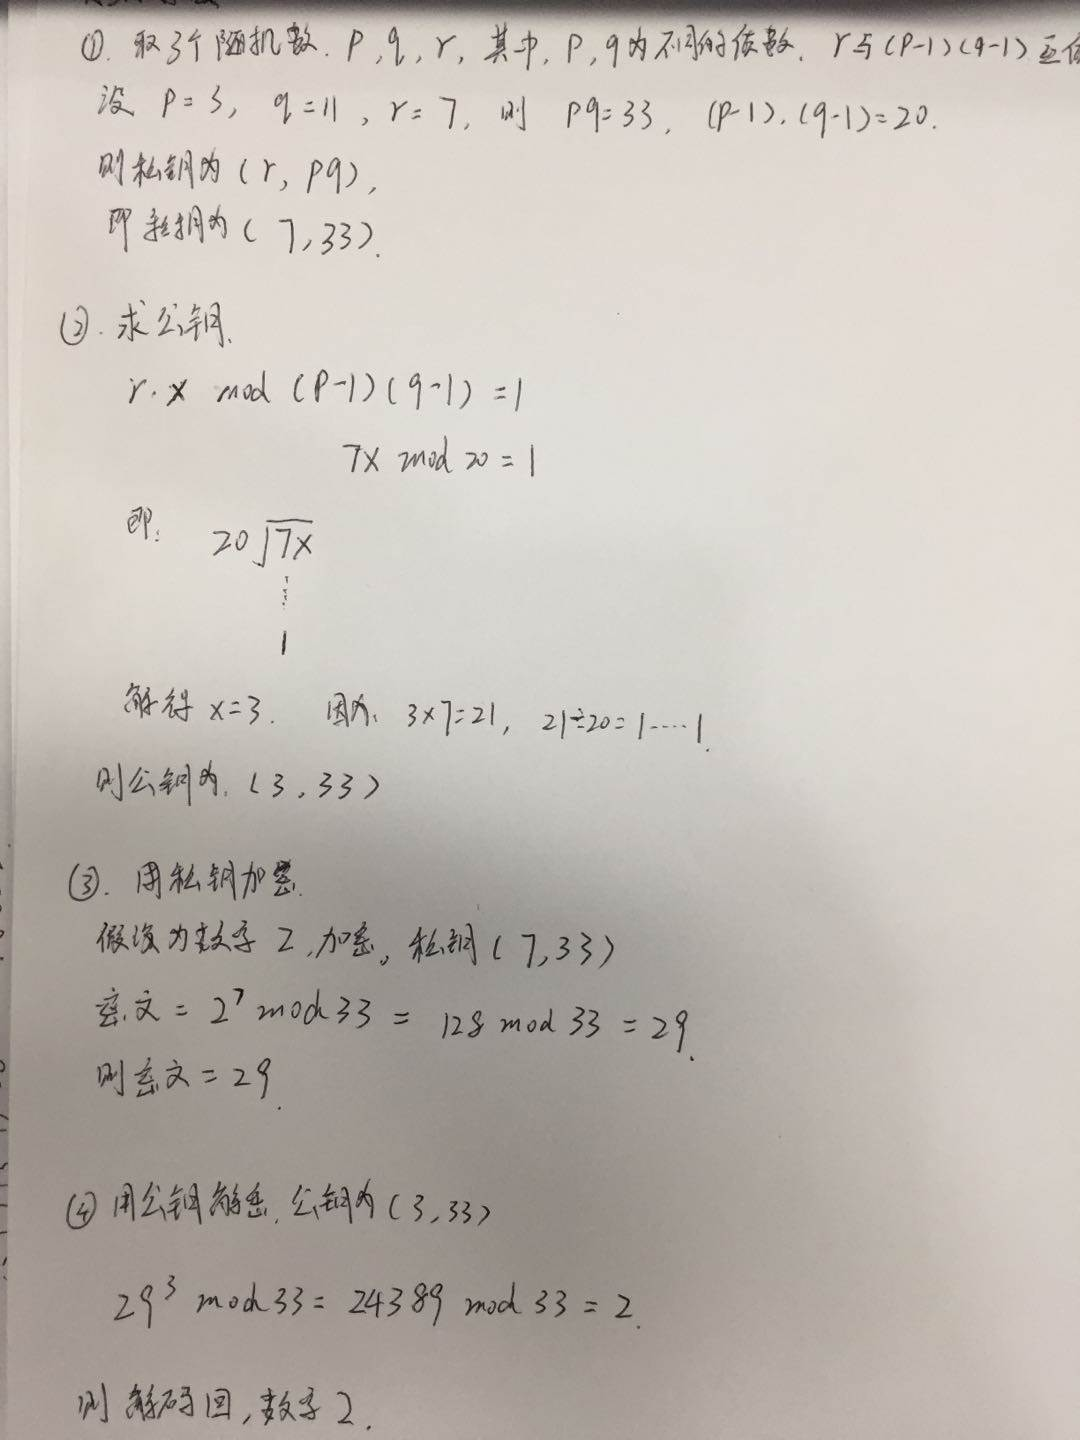 ①. 取3个随机数. P, q, r, 其中, P, q为不同的质数. r与(P-1)(q-1)互
设 P=3, q=11, r=7, 则 Pq=33, (P-1).(q-1)=20.
则私钥为(r, pq),
即私钥为(7,33).
②. 求公钥.
r.x mod (P-1)(q-1)=1
7x mod 20=1
即: 20√7x
1
解得 x=3. 因为: 3×7=21, 21÷20=1····1.
则公钥为. (3,33)
③. 用私钥加密.
假设为数字2,加密。私钥(7,33)
密文=2⁷mod33= 128 mod 33=29.
则密文=29.
④用公钥解密. 公钥为(3,33)
29³ mod33=24389 mod 33=2.
则解码回,数字2.